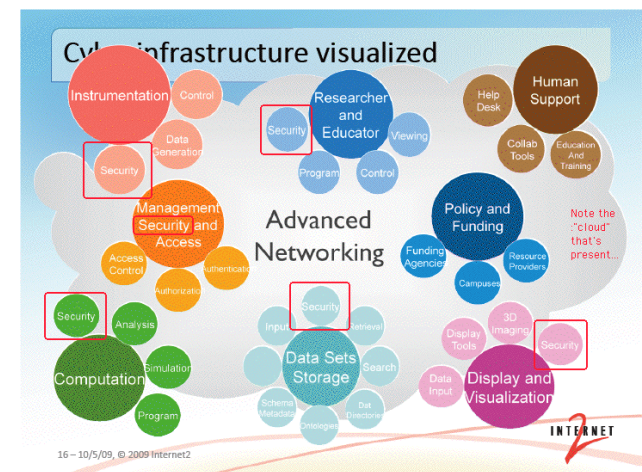 Cyberinfrastructure visualized
Instrumentation
Control
Data
Generation
Security
Researcher
and
Educator
Security
Viewing
Program
Control
Human
Support
Help
Desk
Collab
Tools
Education
And
Training
Management
Security and
Access
Access
Control
Authorization
Authentication
Advanced
Networking
Policy and
Funding
Funding
Agencies
Campuses
Resource
Providers
Note the
:"cloud"
that's
present...
Security
Analysis
Simulation
Program
Computation
Security
Input
Retrieval
Search
Data Sets
Storage
Schema
Metadata
Ontologies
Directories
3D
Imaging
Display
Tools
Security
Data
Input
Display and
Visualization
INTERNET
2
16 – 10/5/09, © 2009 Internet2